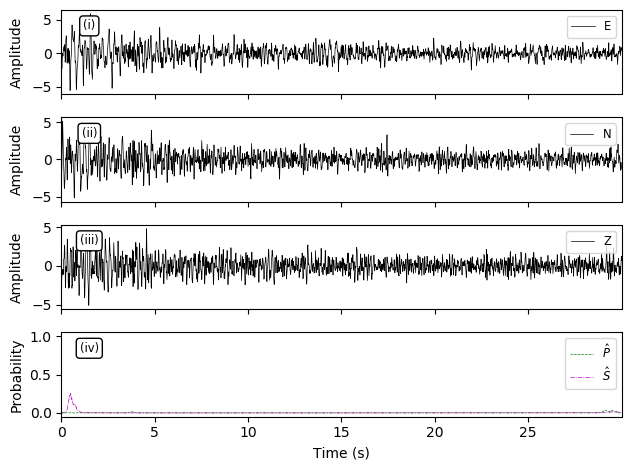 Amplitude
5
0
−5
(i)
E
Amplitude
5
0
−5
(ii)
N
Amplitude
5
0
−5
(iii)
Z
Probability
1.0
0.5
0.0
(iv)
P̂
Ŝ
0 5 10 15 20 25
Time (s)